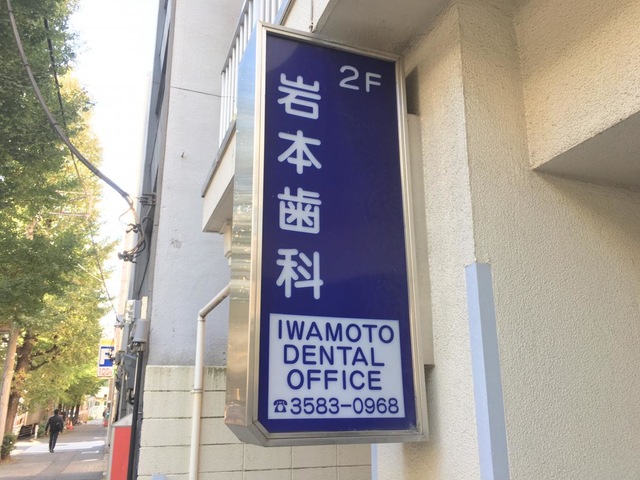 2F
岩本歯科
IWAMOTO
DENTAL
OFFICE
☎3583-0968